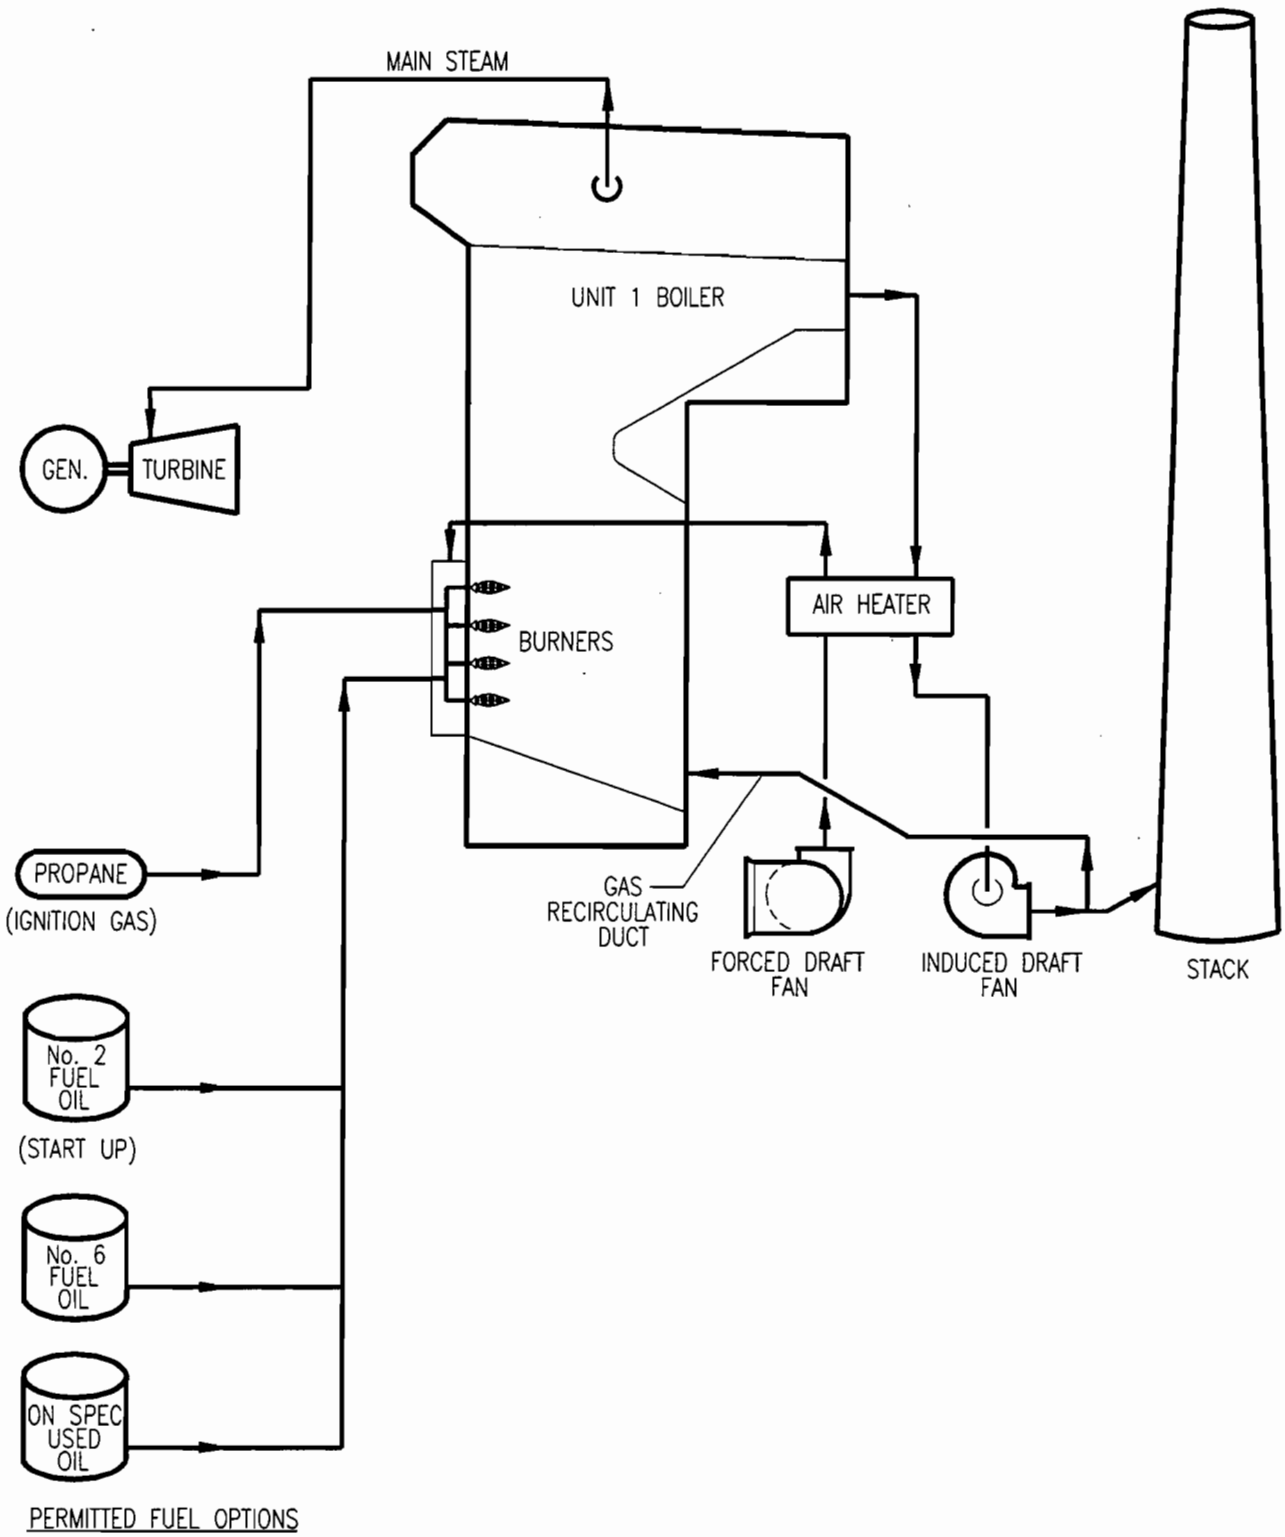 MAIN STEAM
UNIT 1 BOILER
GEN.
TURBINE
AIR HEATER
BURNERS
PROPANE
(IGNITION GAS)
GAS
RECIRCULATING
DUCT
FORCED DRAFT
FAN
INDUCED DRAFT
FAN
STACK
No. 2
FUEL
OIL
(START UP)
No. 6
FUEL
OIL
ON SPEC
USED
OIL
PERMITTED FUEL OPTIONS